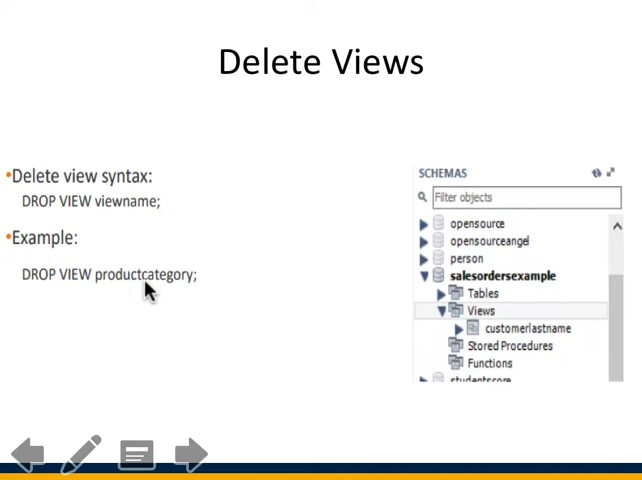 Delete Views
•Delete view syntax:
DROP VIEW viewname;
•Example:
DROP VIEW productcategory;
SCHEMAS
Filter objects
opensource
opensourceangel
person
salesordersexample
Tables
Views
customerlastname
Stored Procedures
Functions
studentscore